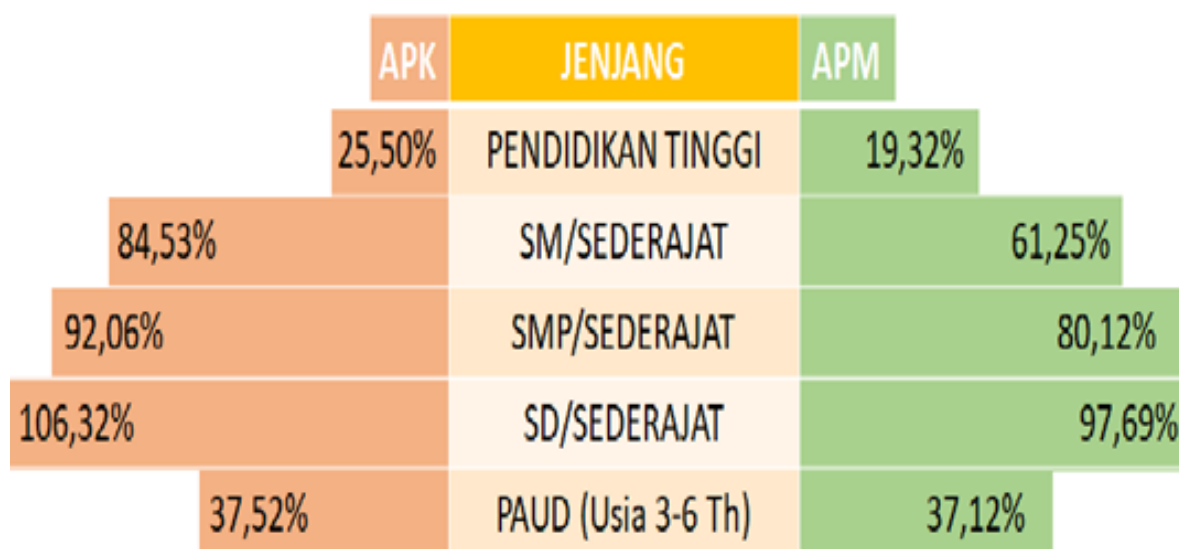 APK JENJANG APM
25,50% PENDIDIKAN TINGGI 19,32%
84,53% SM/SEDERAJAT 61,25%
92,06% SMP/SEDERAJAT 80,12%
106,32% SD/SEDERAJAT 97,69%
37,52% PAUD (Usia 3-6 Th) 37,12%